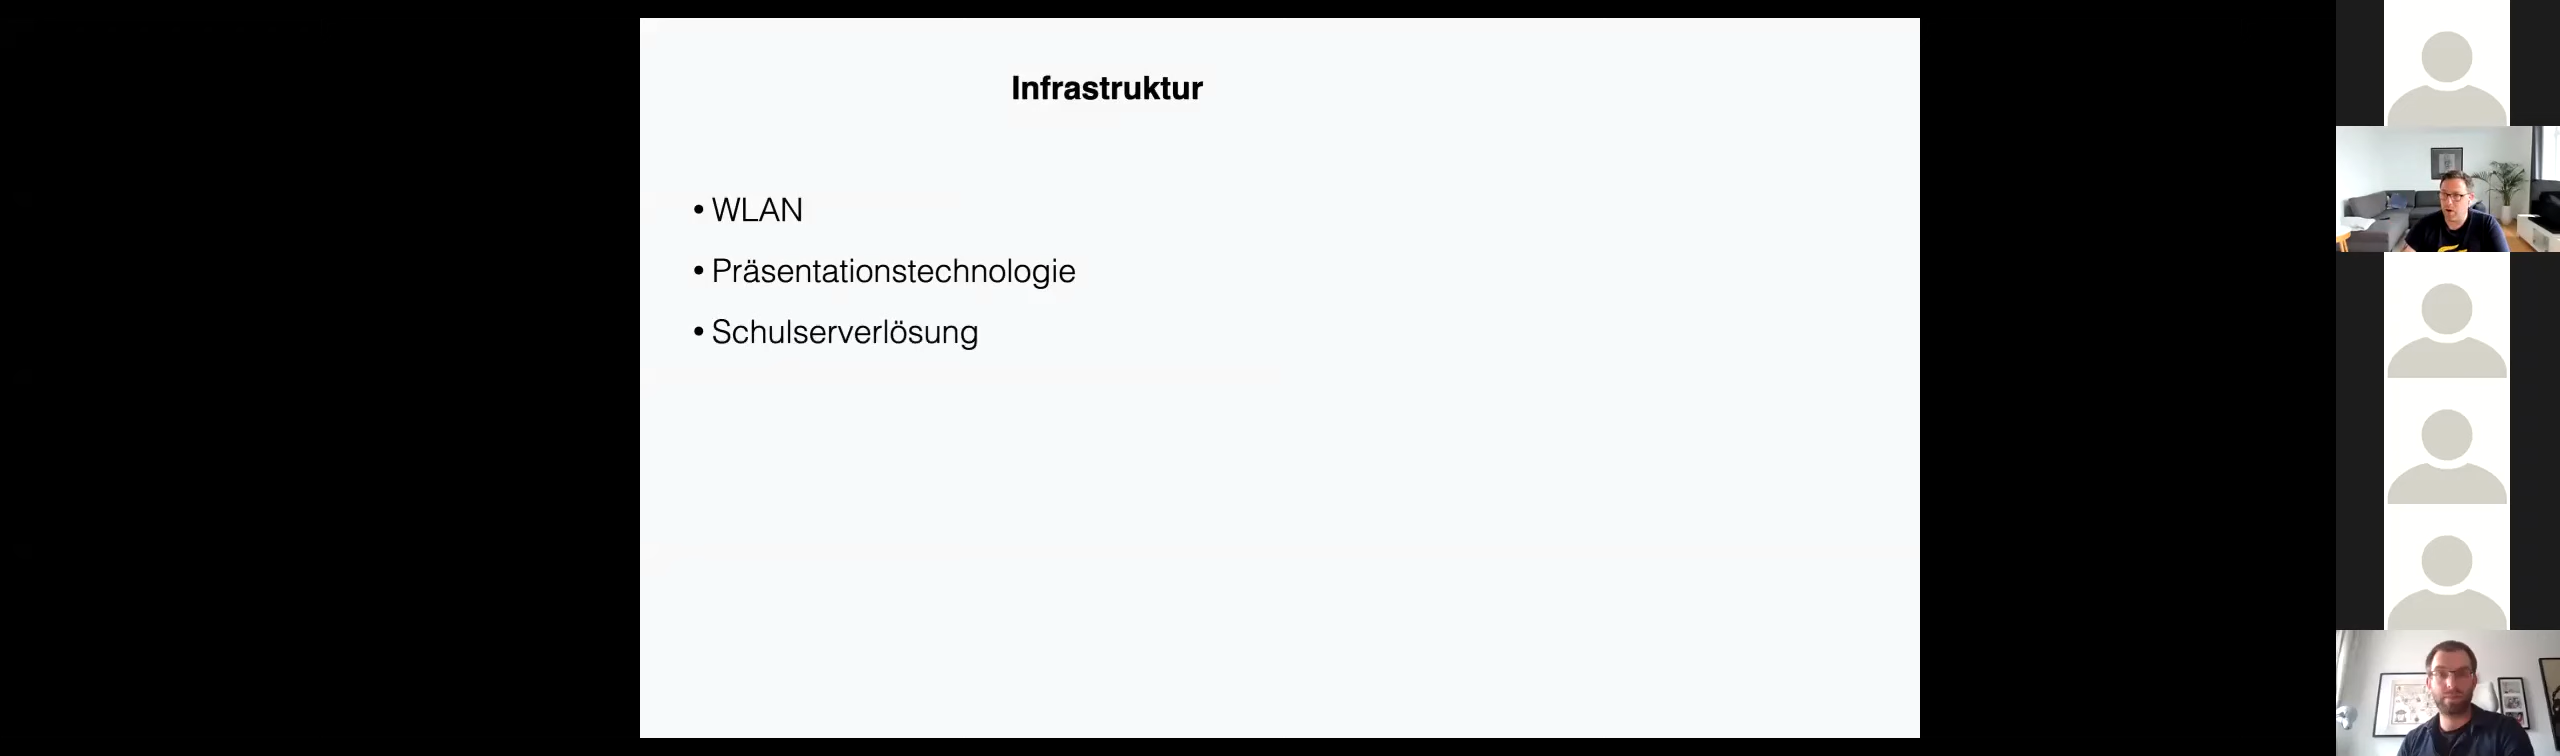 Infrastruktur
• WLAN
• Präsentationstechnologie
• Schulserverlösung